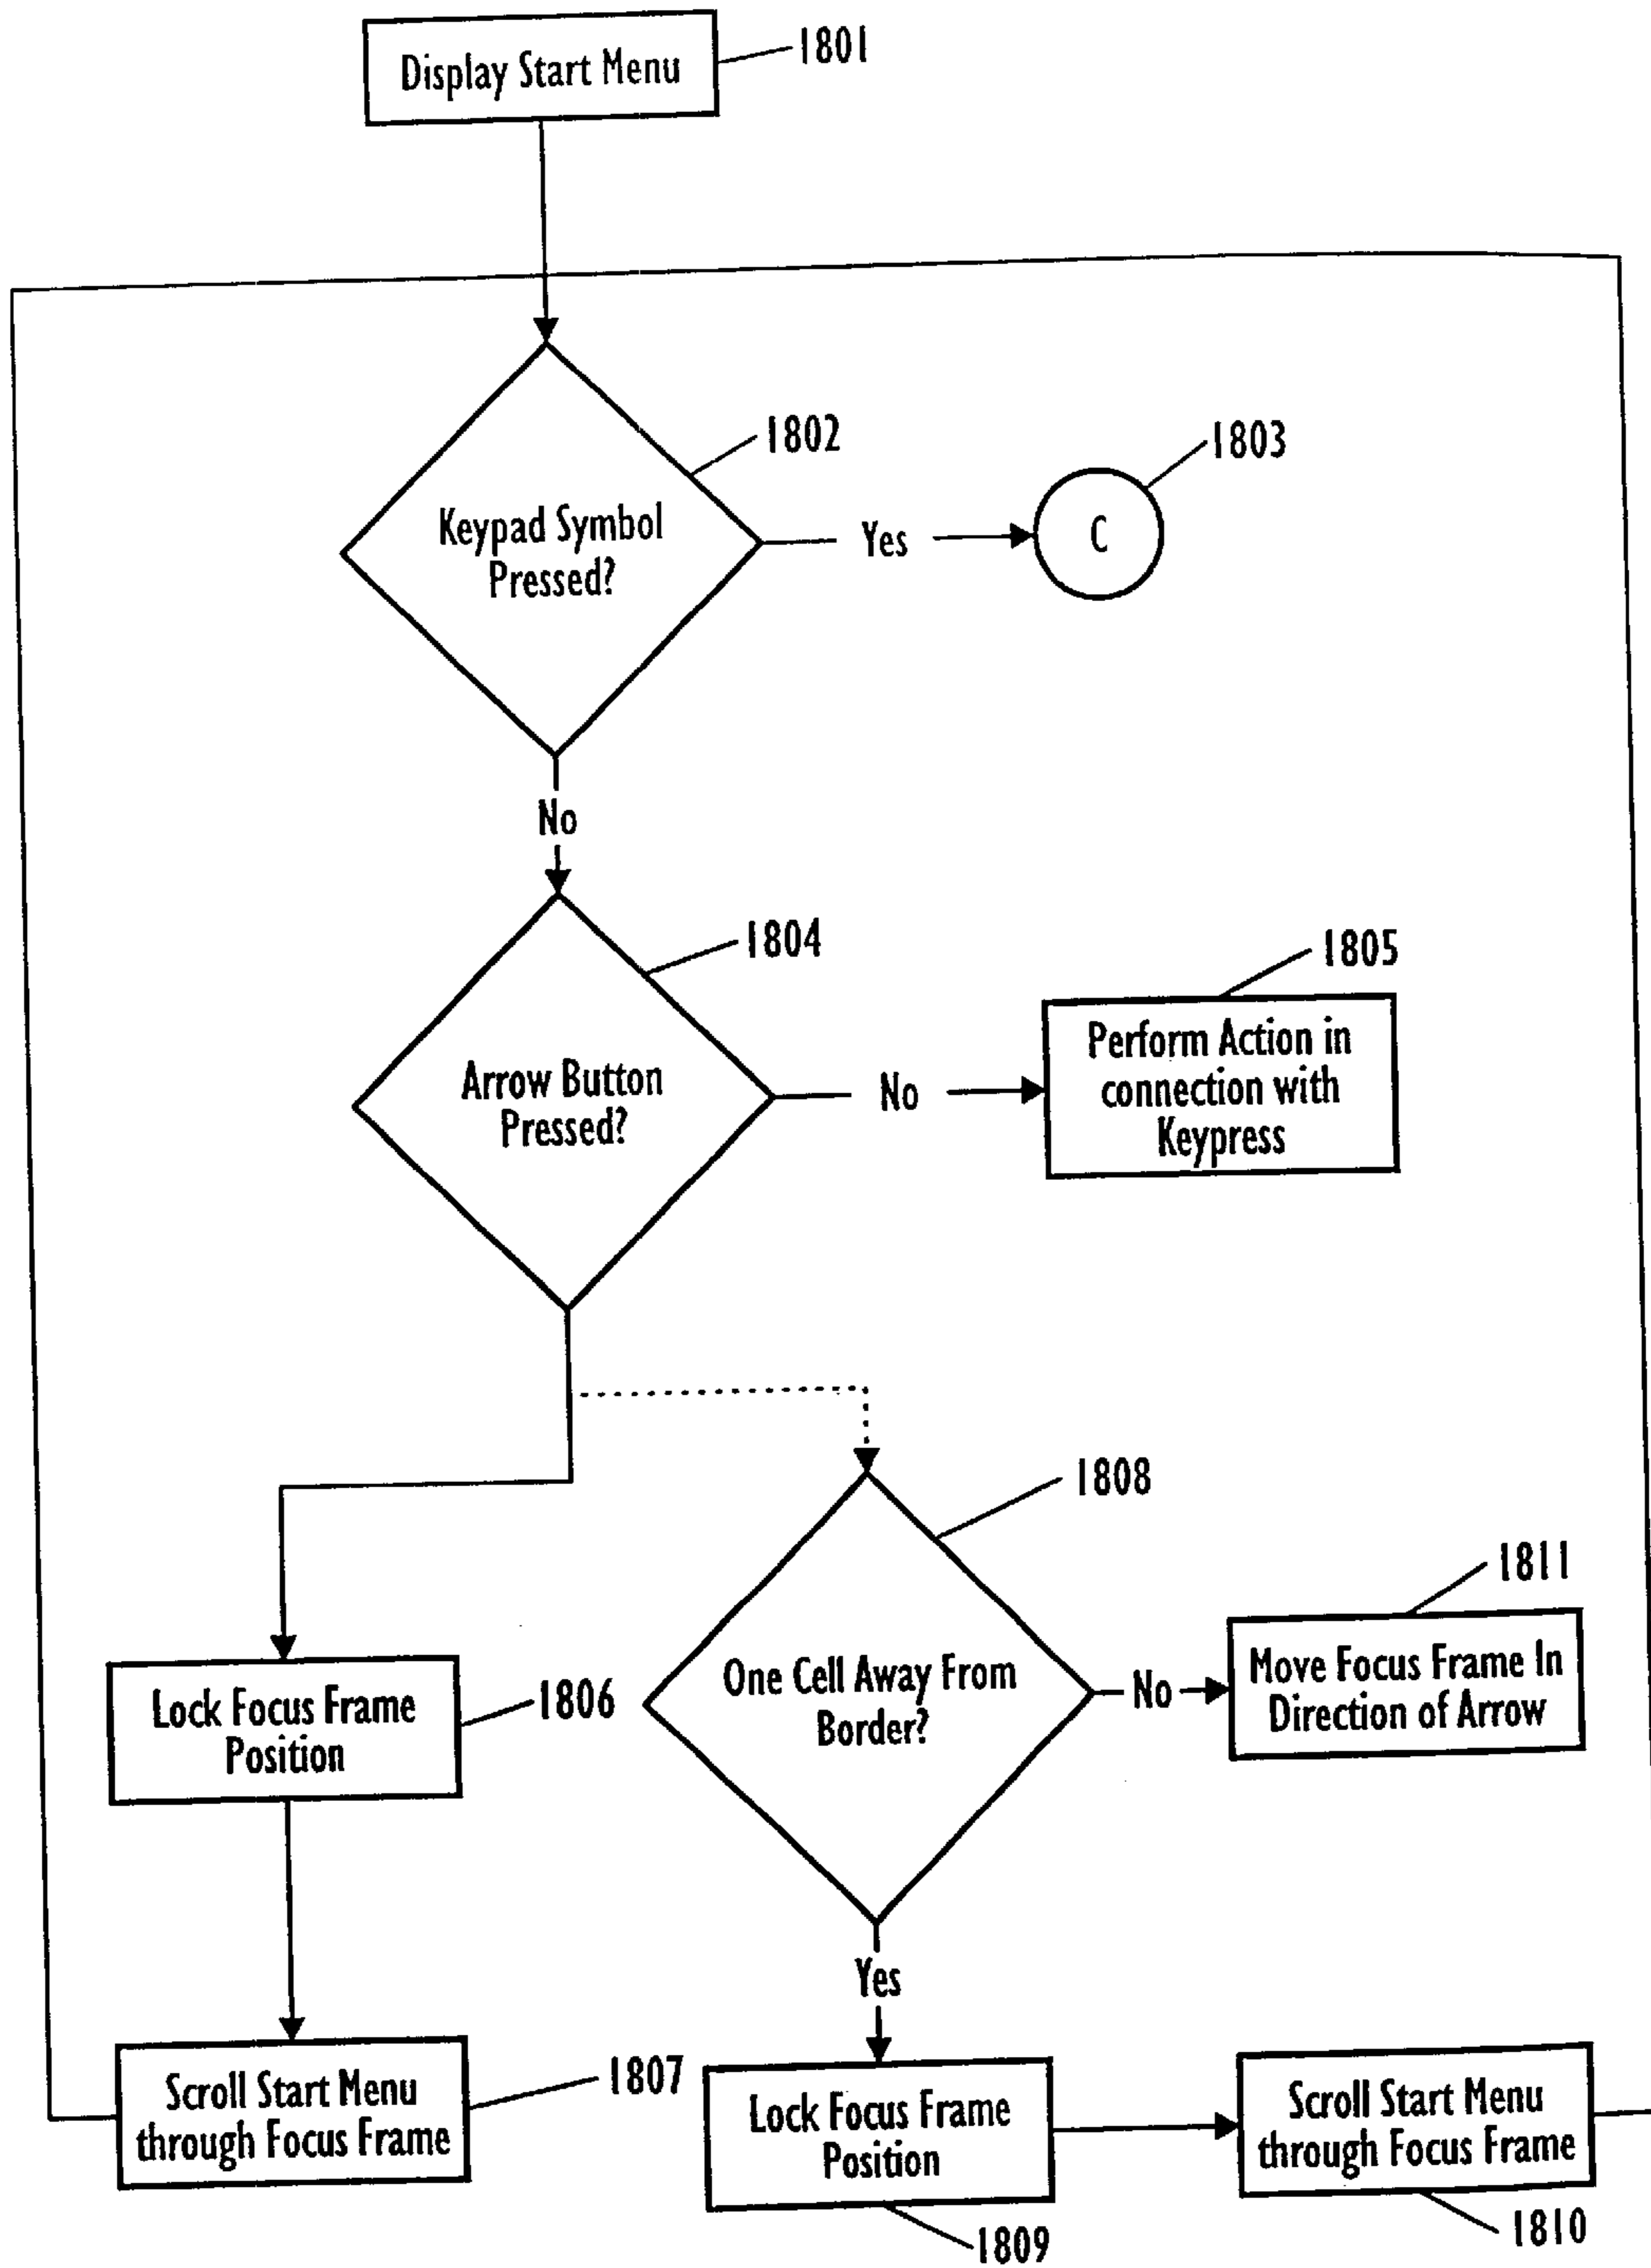 Display Start Menu
1801
1802
1803
Keypad Symbol
Pressed?
Yes
C
No
1804
1805
Arrow Button
Pressed?
No
Perform Action in
connection with
Keypress
1808
1811
Lock Focus Frame
Position
1806
One Cell Away From
Border?
No
Move Focus Frame In
Direction of Arrow
Yes
Scroll Start Menu
through Focus Frame
1807
Lock Focus Frame
Position
1809
Scroll Start Menu
through Focus Frame
1810